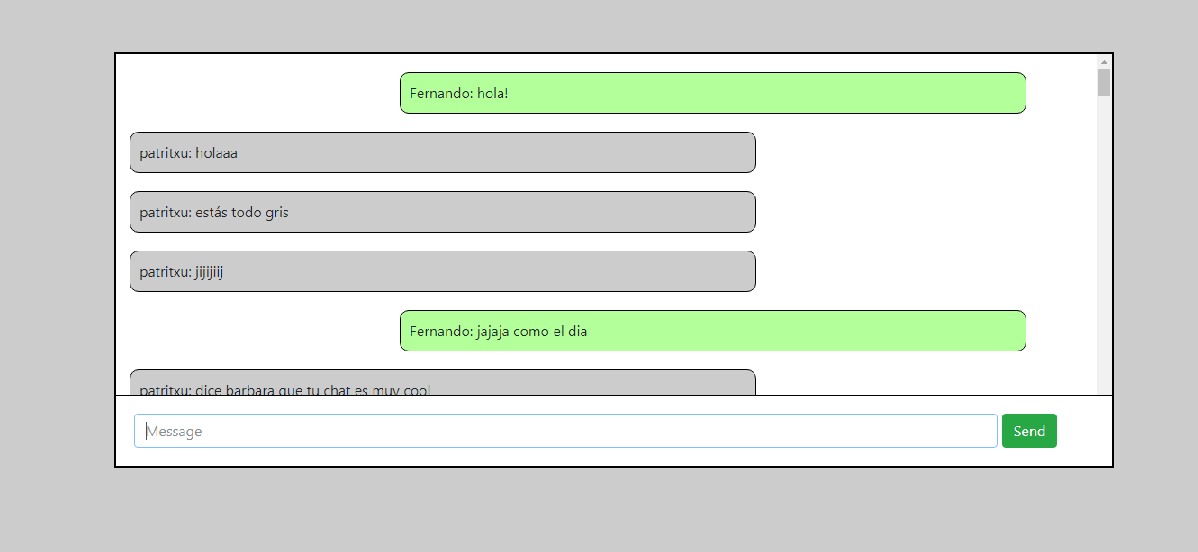 Fernando: hola!
patritxu: holaaa
patritxu: estás todo gris
patritxu: jijijiij
Fernando: jajaja como el dia
patritxu: dice barbara que tu chat es muy cool
Message
Send